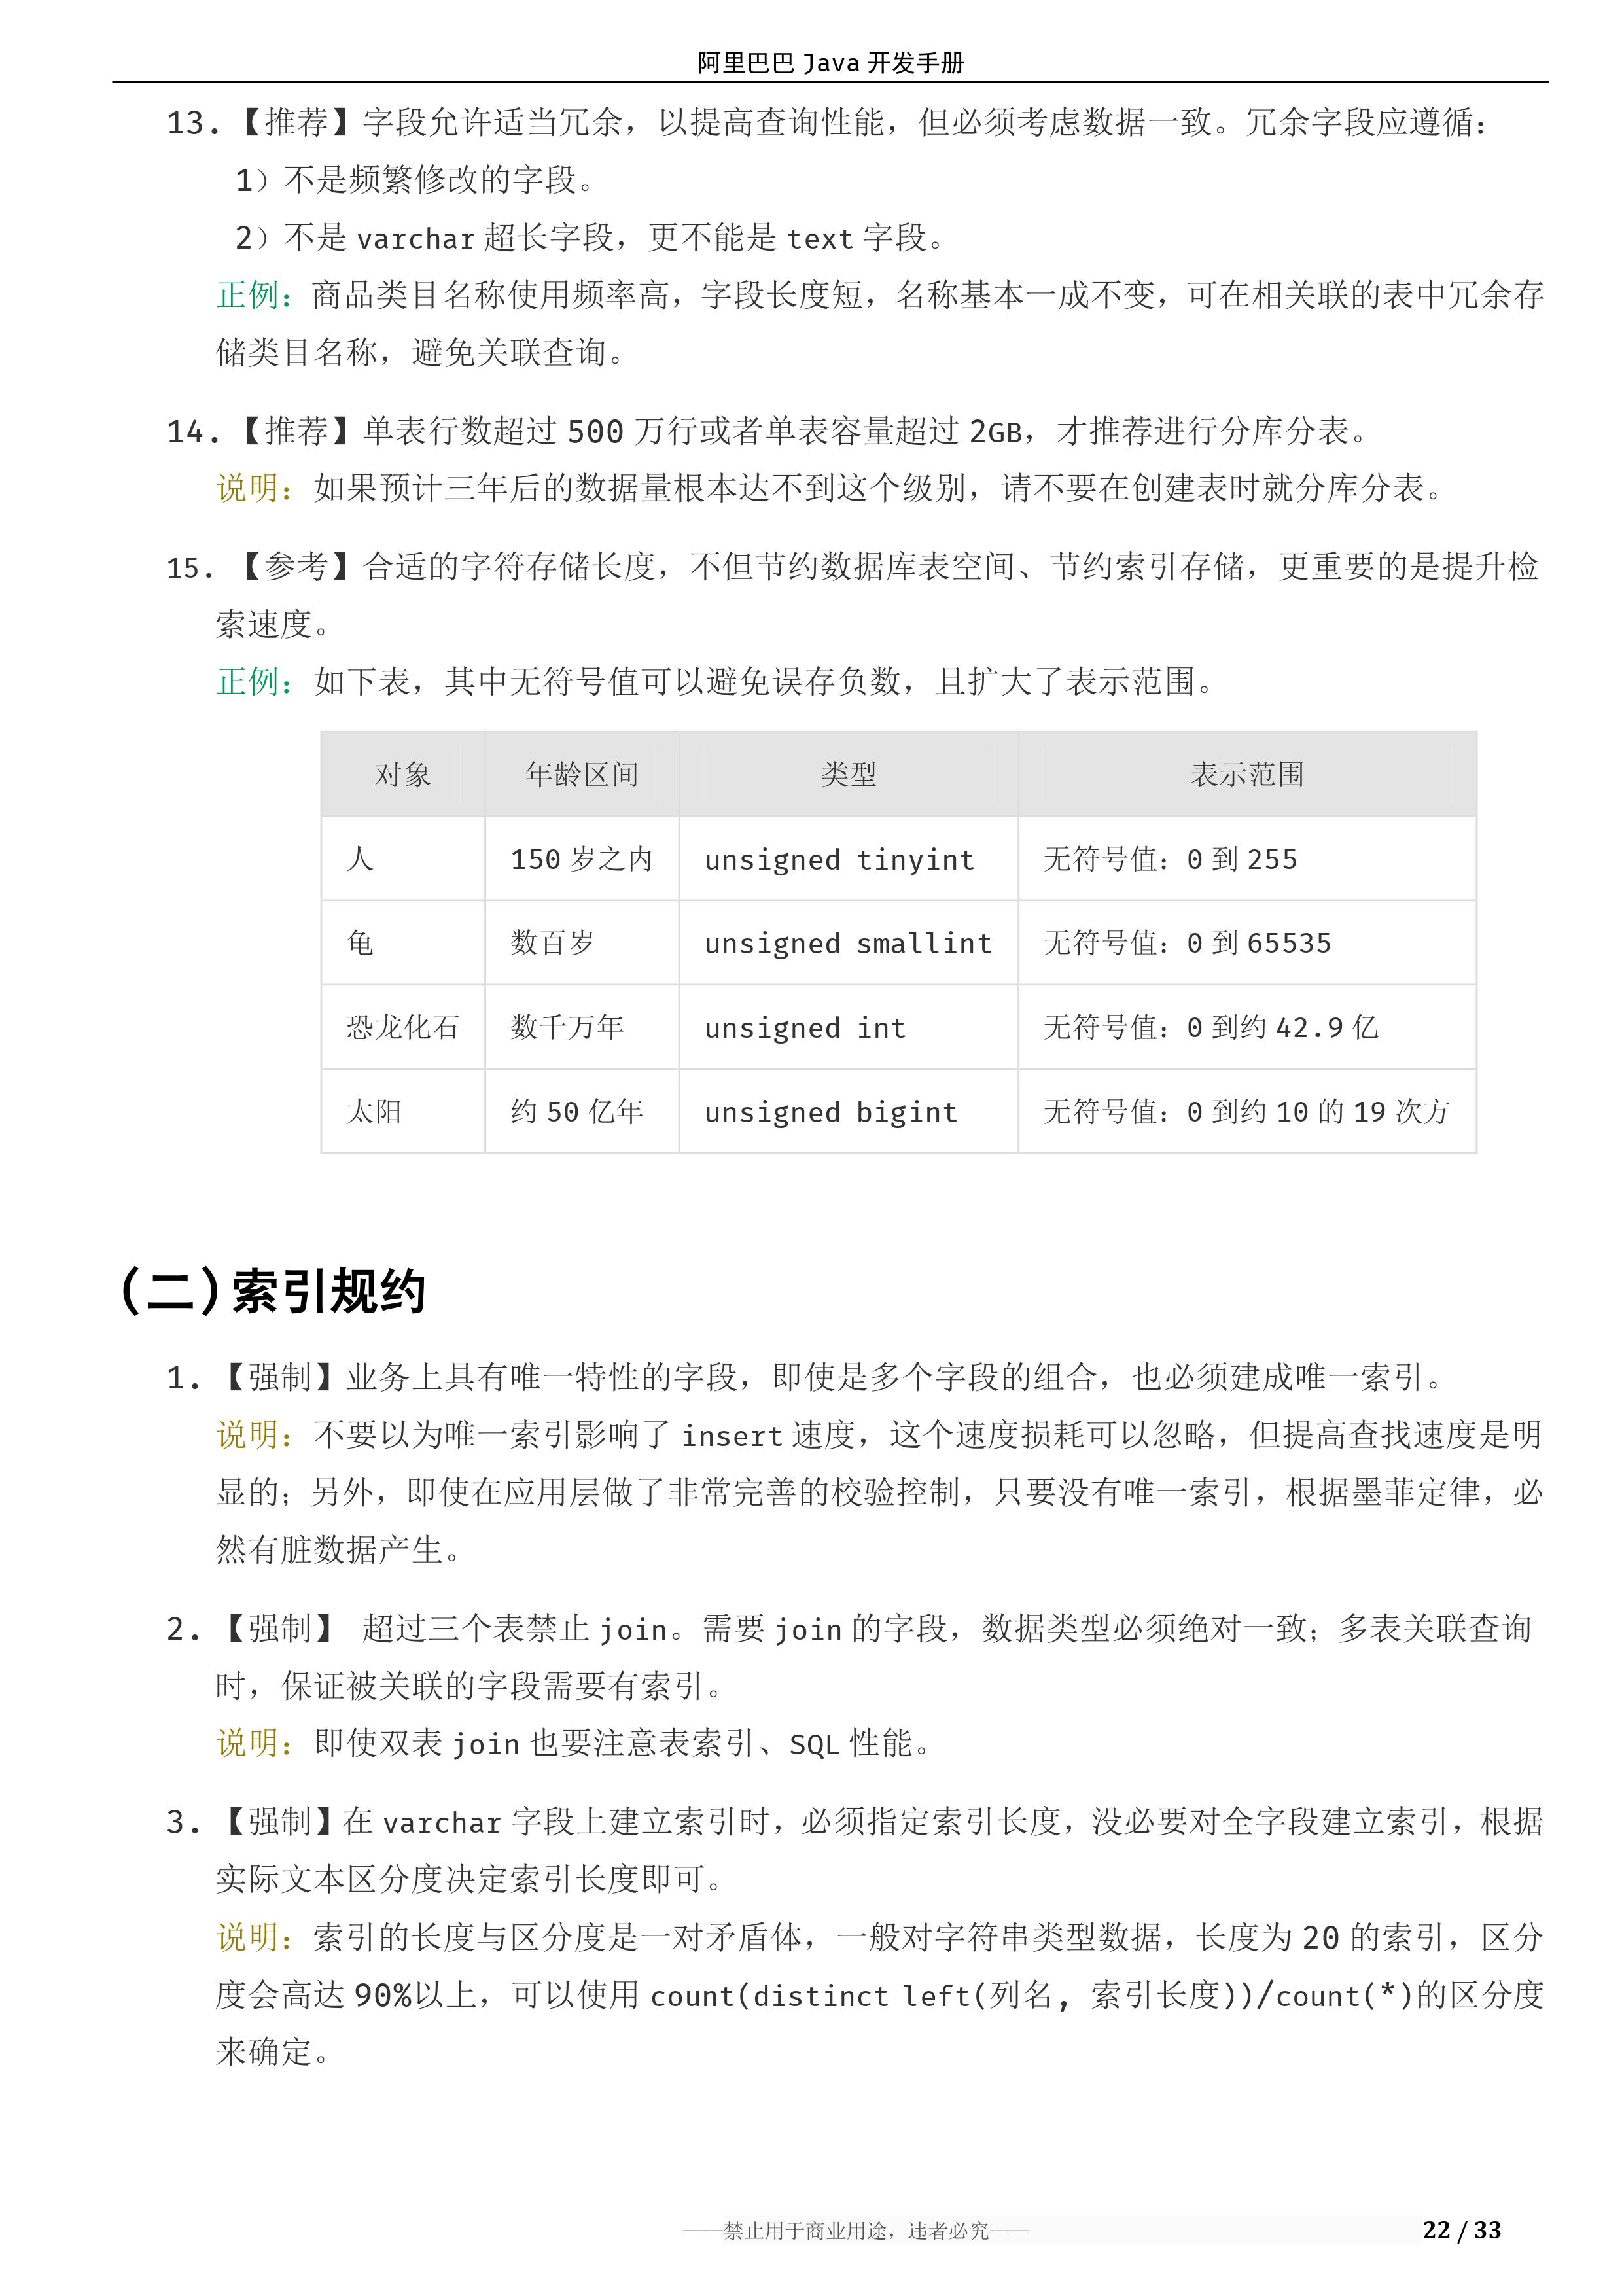 阿里巴巴 Java 开发手册
13.【推荐】字段允许适当冗余，以提高查询性能，但必须考虑数据一致。冗余字段应遵循：
1）不是频繁修改的字段。
2）不是 varchar 超长字段，更不能是 text 字段。
正例：商品类目名称使用频率高，字段长度短，名称基本一成不变，可在相关联的表中冗余存
储类目名称，避免关联查询。
14.【推荐】单表行数超过 500 万行或者单表容量超过 2GB，才推荐进行分库分表。
说明：如果预计三年后的数据量根本达不到这个级别，请不要在创建表时就分库分表。
15. 【参考】合适的字符存储长度，不但节约数据库表空间、节约索引存储，更重要的是提升检
索速度。
正例：如下表，其中无符号值可以避免误存负数，且扩大了表示范围。
对象 年龄区间 类型 表示范围
人 150 岁之内 unsigned tinyint 无符号值：0 到 255
龟 数百岁 unsigned smallint 无符号值：0 到 65535
恐龙化石 数千万年 unsigned int 无符号值：0 到约 42.9 亿
太阳 约 50 亿年 unsigned bigint 无符号值：0 到约 10 的 19 次方
(二)索引规约
1. 【强制】业务上具有唯一特性的字段，即使是多个字段的组合，也必须建成唯一索引。
说明：不要以为唯一索引影响了 insert 速度，这个速度损耗可以忽略，但提高查找速度是明
显的；另外，即使在应用层做了非常完善的校验控制，只要没有唯一索引，根据墨菲定律，必
然有脏数据产生。
2. 【强制】 超过三个表禁止 join。需要 join 的字段，数据类型必须绝对一致；多表关联查询
时，保证被关联的字段需要有索引。
说明：即使双表 join 也要注意表索引、SQL 性能。
3. 【强制】在 varchar 字段上建立索引时，必须指定索引长度，没必要对全字段建立索引，根据
实际文本区分度决定索引长度即可。
说明：索引的长度与区分度是一对矛盾体，一般对字符串类型数据，长度为 20 的索引，区分
度会高达 90%以上，可以使用 count(distinct left(列名, 索引长度))/count(*)的区分度
来确定。
——禁止用于商业用途，违者必究——
22 / 33